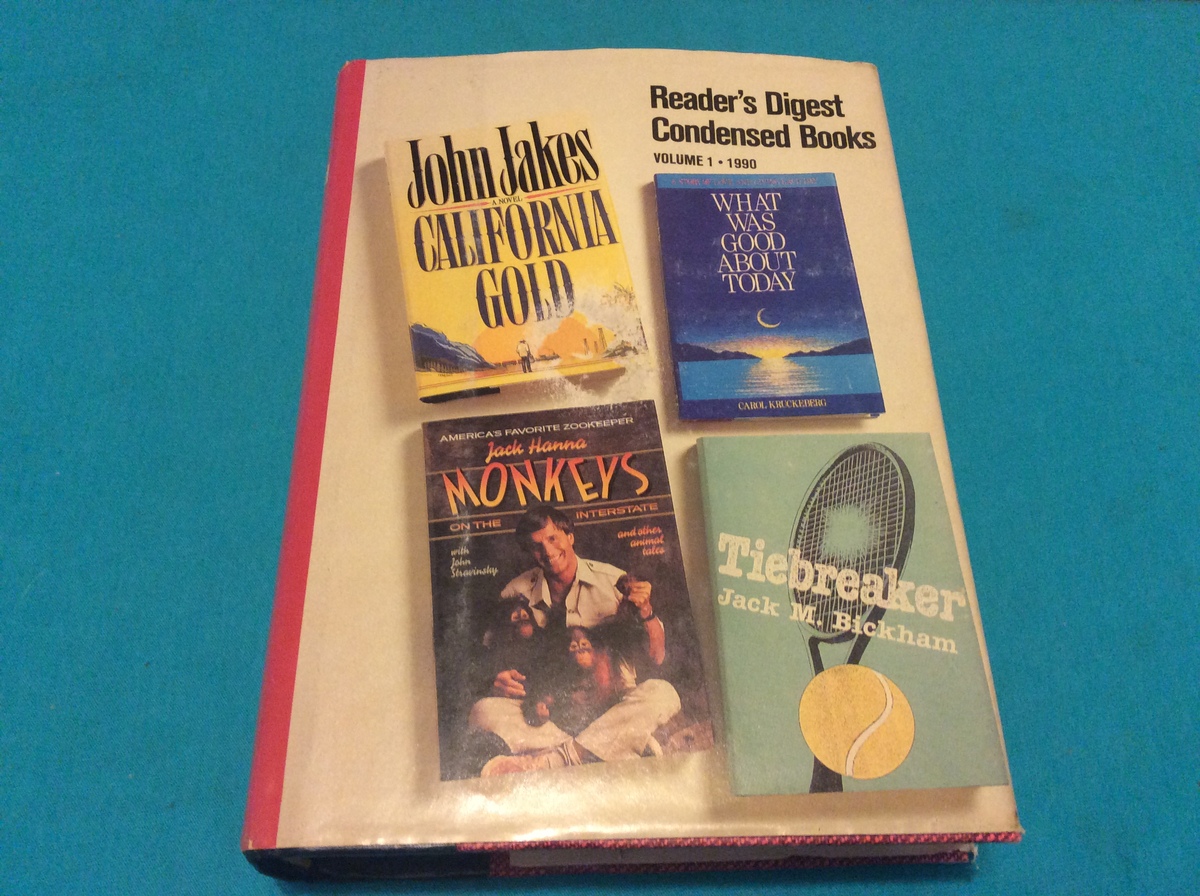 Reader's Digest
Condensed Books
VOLUME 1 • 1990
John Jakes
A NOVEL
CALIFORNIA
GOLD
WHAT
WAS
GOOD
ABOUT
TODAY
CAROL KRUCKEBERG
AMERICA'S FAVORITE ZOOKEEPER
Jack Hanna
MONKEYS
ON THE INTERSTATE
with
John
Stravinsky
and other
animal
tales
Tiebreaker
Jack M. Bickham